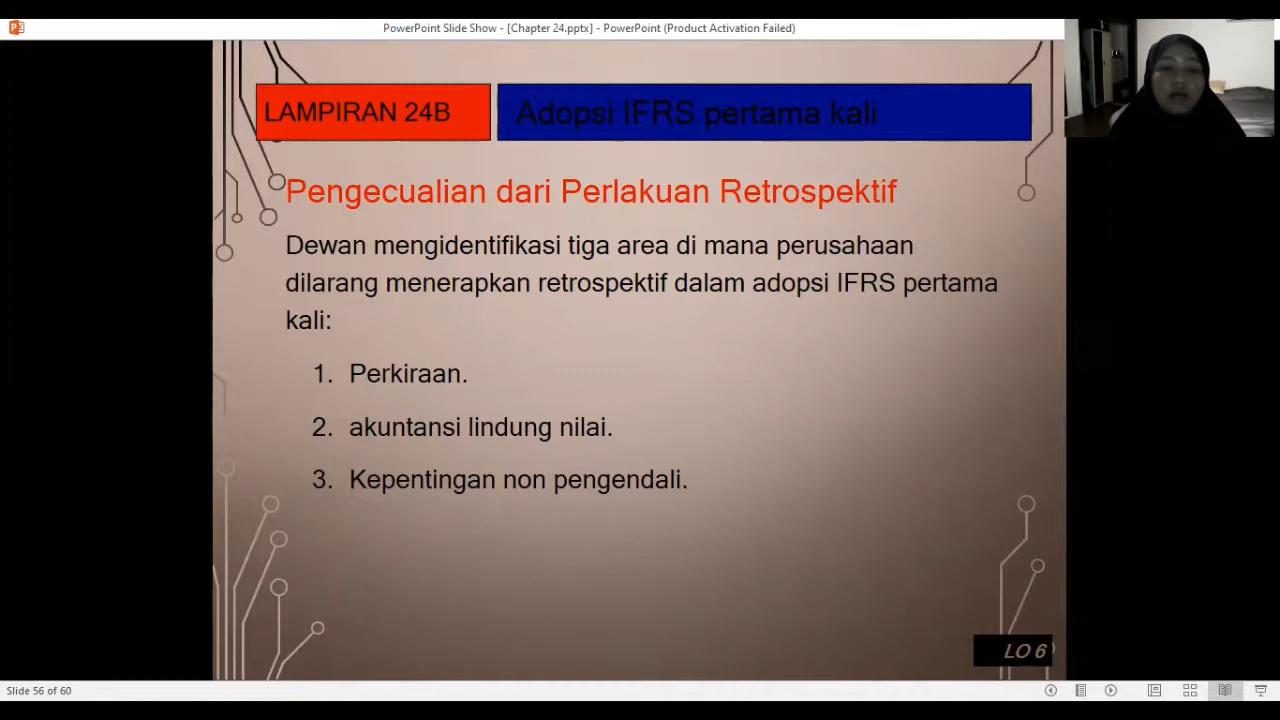 PowerPoint Slide Show - [Chapter 24.pptx] - PowerPoint (Product Activation Failed)
LAMPIRAN 24B
Adopsi IFRS pertama kali
Pengecualian dari Perlakuan Retrospektif
Dewan mengidentifikasi tiga area di mana perusahaan
dilarang menerapkan retrospektif dalam adopsi IFRS pertama
kali:
1. Perkiraan.
2. akuntansi lindung nilai.
3. Kepentingan non pengendali.
LO 6
Slide 56 of 60